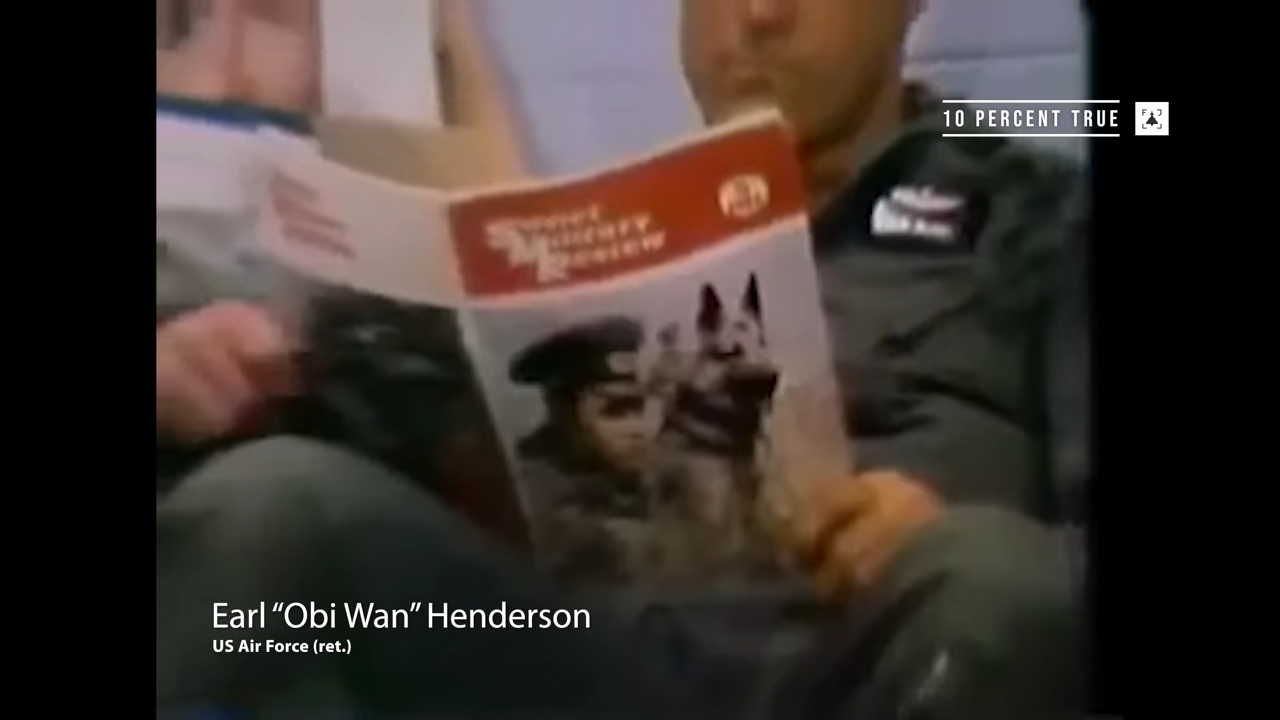 10 PERCENT TRUE
SOVIET
MILITARY
REVIEW
Earl “Obi Wan” Henderson
US Air Force (ret.)